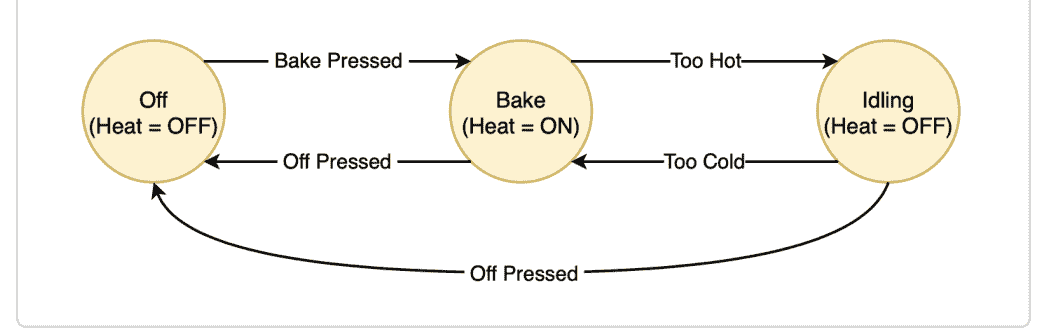 Bake Pressed
Too Hot
Off
(Heat = OFF)
Bake
(Heat = ON)
Idling
(Heat = OFF)
Off Pressed
Too Cold
Off Pressed